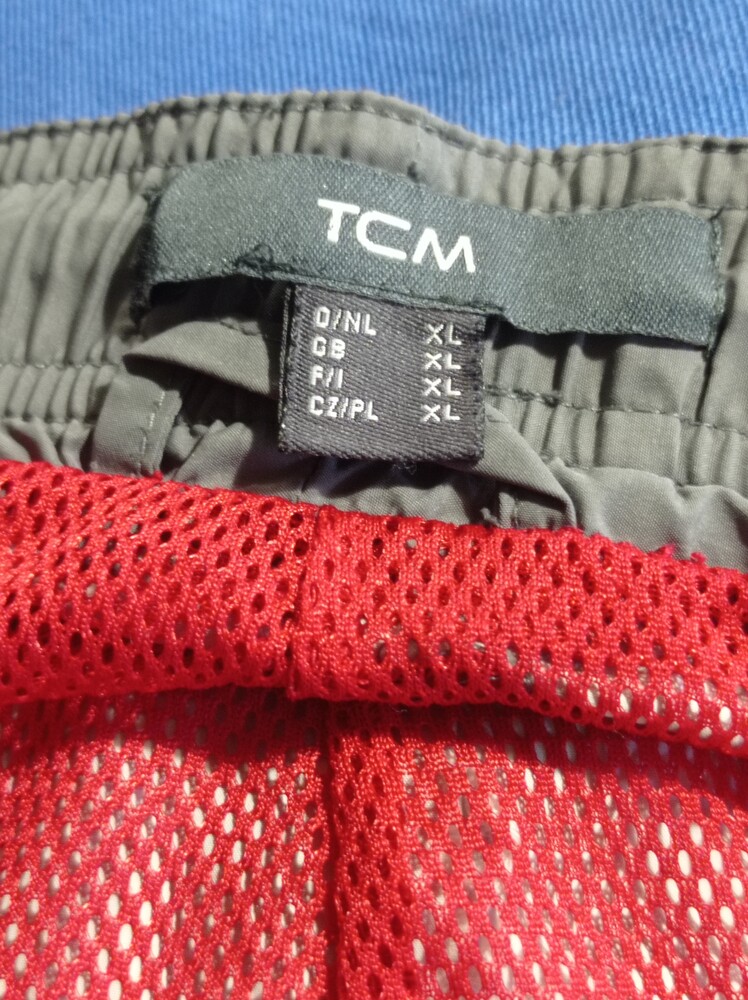 TCM
D/NL XL
GB XL
F/I XL
CZ/PL XL